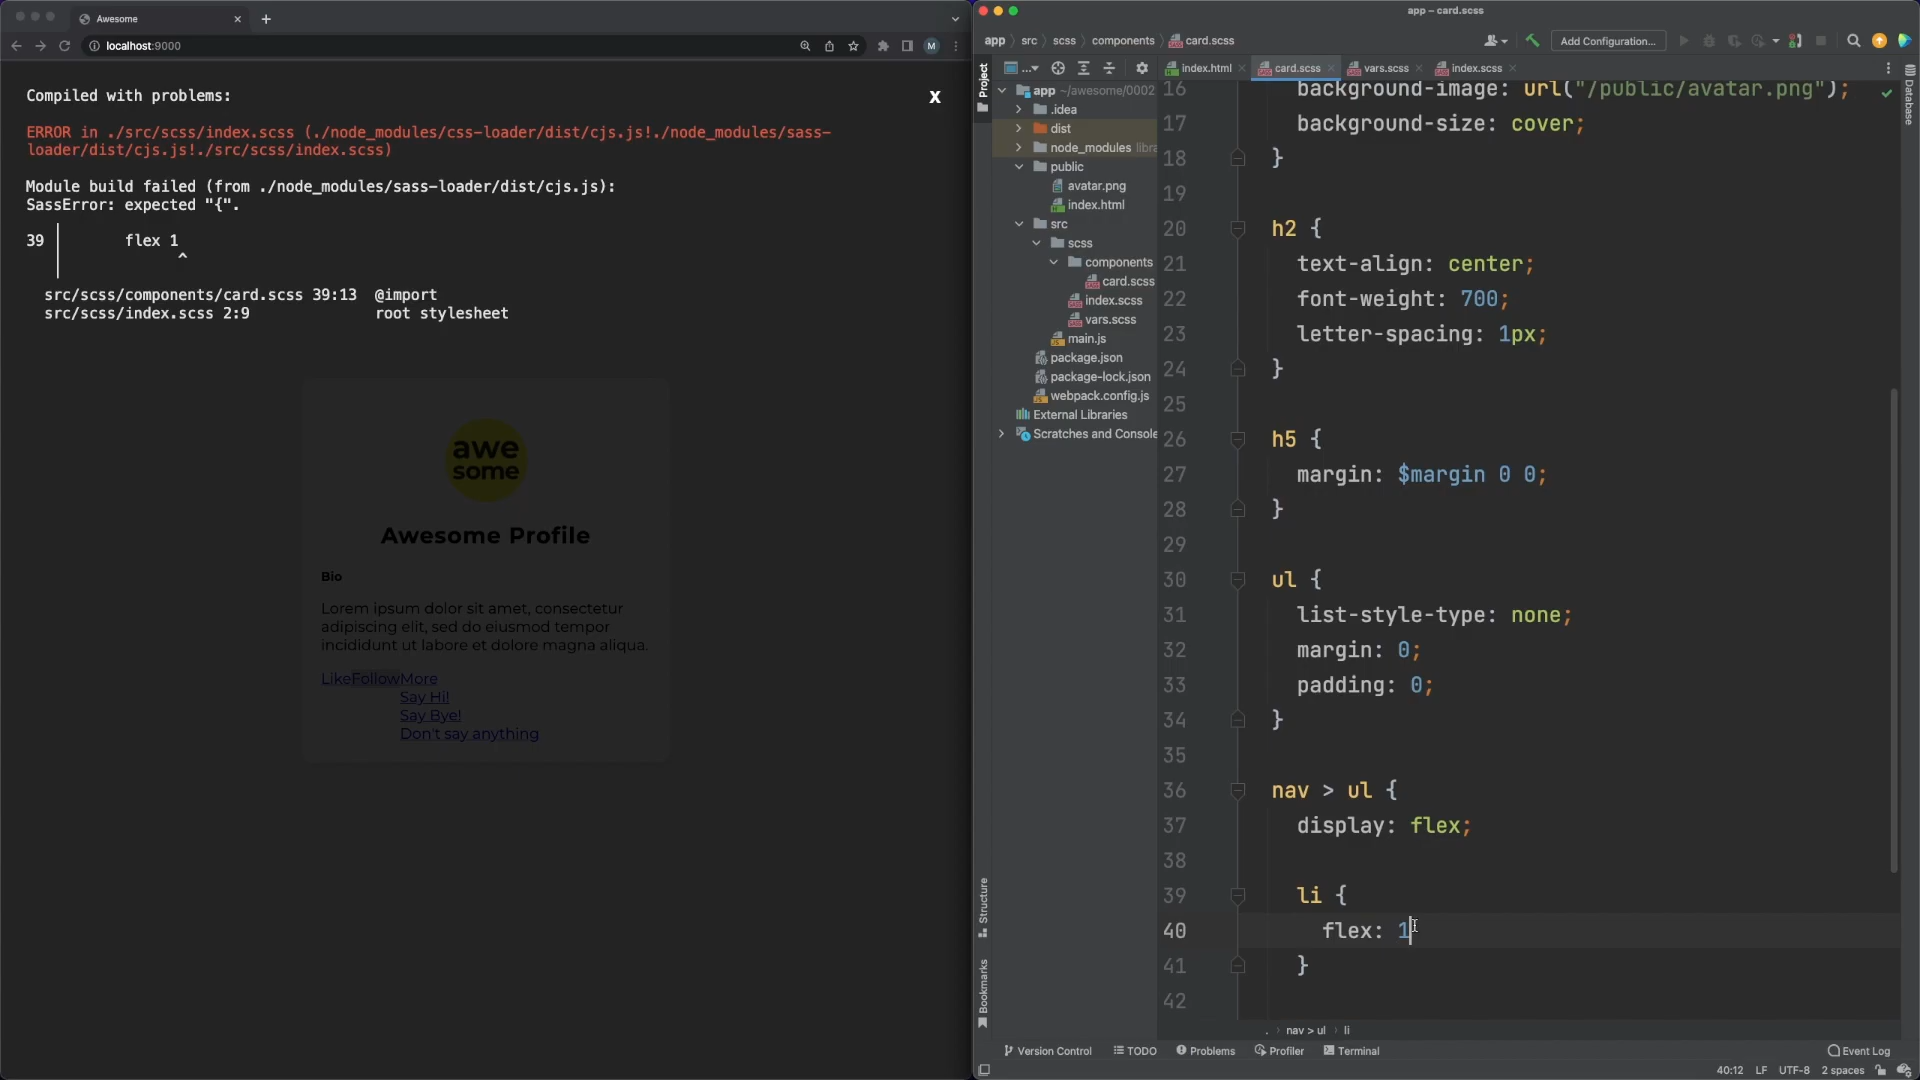 Awesome
localhost:9000
M
Compiled with problems:
X
ERROR in ./src/scss/index.scss (./node_modules/css-loader/dist/cjs.js!./node_modules/sass-
loader/dist/cjs.js!./src/scss/index.scss)
Module build failed (from ./node_modules/sass-loader/dist/cjs.js):
SassError: expected "{".
39 flex 1
^
src/scss/components/card.scss 39:13 @import
src/scss/index.scss 2:9 root stylesheet
awe
some
Awesome Profile
Bio
Lorem ipsum dolor sit amet, consectetur
adipiscing elit, sed do eiusmod tempor
incididunt ut labore et dolore magna aliqua.
LikeFollowMore
Say Hi!
Say Bye!
Don't say anything
app – card.scss
app src scss components card.scss
Add Configuration...
Project
...
index.html card.scss vars.scss index.scss
Database
app ~/awesome/0002
.idea
dist
node_modules libra
public
avatar.png
index.html
src
scss
components
card.scss
index.scss
vars.scss
main.js
package.json
package-lock.json
webpack.config.js
External Libraries
Scratches and Console
Structure
Bookmarks
16 background-image: url("/public/avatar.png");
17 background-size: cover;
18 }
19
20 h2 {
21 text-align: center;
22 font-weight: 700;
23 letter-spacing: 1px;
24 }
25
26 h5 {
27 margin: $margin 0 0;
28 }
29
30 ul {
31 list-style-type: none;
32 margin: 0;
33 padding: 0;
34 }
35
36 nav > ul {
37 display: flex;
38
39 li {
40 flex: 1
41 }
42
. nav > ul li
Version Control TODO Problems Profiler Terminal Event Log
40:12 LF UTF-8 2 spaces